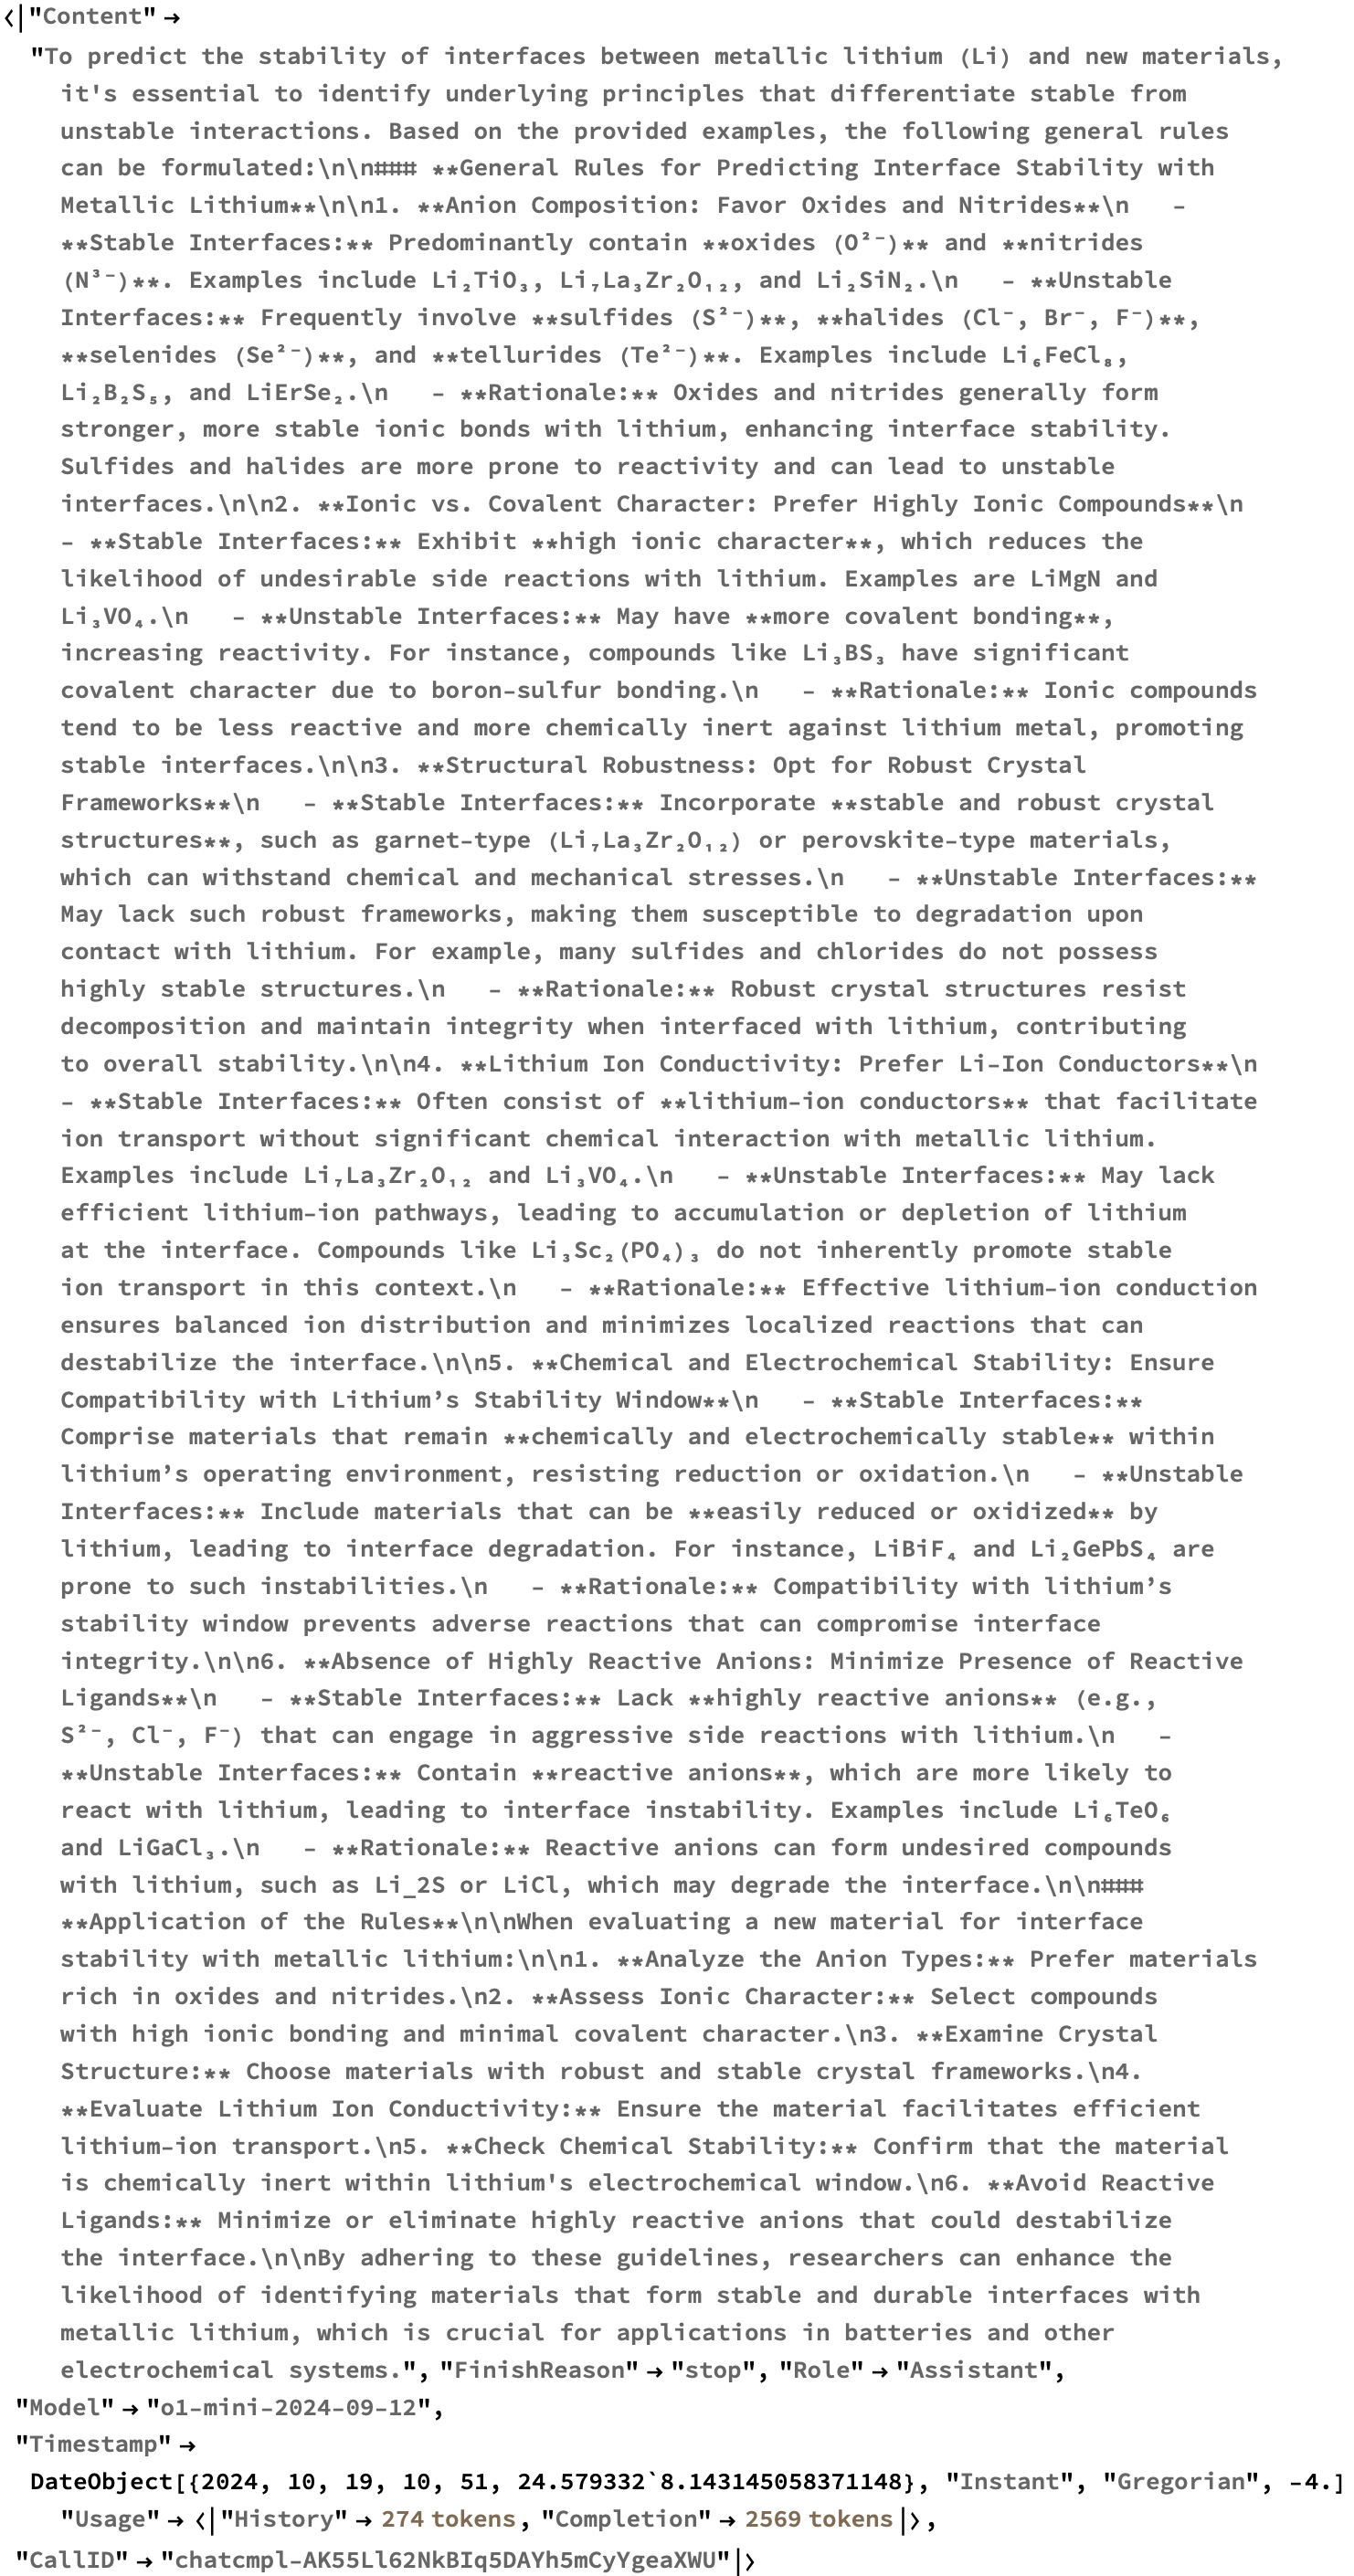 <|"Content"→
"To predict the stability of interfaces between metallic lithium (Li) and new materials,
it's essential to identify underlying principles that differentiate stable from
unstable interactions. Based on the provided examples, the following general rules
can be formulated:\n\n### **General Rules for Predicting Interface Stability with
Metallic Lithium**\n\n1. **Anion Composition: Favor Oxides and Nitrides**\n   -
**Stable Interfaces:** Predominantly contain **oxides (O²⁻)** and **nitrides
(N³⁻)**. Examples include Li₂TiO₃, Li₇La₃Zr₂O₁₂, and Li₂SiN₂.\n   - **Unstable
Interfaces:** Frequently involve **sulfides (S²⁻)**, **halides (Cl⁻, Br⁻, F⁻)**,
**selenides (Se²⁻)**, and **tellurides (Te²⁻)**. Examples include Li₆FeCl₈,
Li₂B₂S₅, and LiErSe₂.\n   - **Rationale:** Oxides and nitrides generally form
stronger, more stable ionic bonds with lithium, enhancing interface stability.
Sulfides and halides are more prone to reactivity and can lead to unstable
interfaces.\n\n2. **Ionic vs. Covalent Character: Prefer Highly Ionic Compounds**\n
- **Stable Interfaces:** Exhibit **high ionic character**, which reduces the
likelihood of undesirable side reactions with lithium. Examples are LiMgN and
Li₃VO₄.\n   - **Unstable Interfaces:** May have **more covalent bonding**,
increasing reactivity. For instance, compounds like Li₃BS₃ have significant
covalent character due to boron-sulfur bonding.\n   - **Rationale:** Ionic compounds
tend to be less reactive and more chemically inert against lithium metal, promoting
stable interfaces.\n\n3. **Structural Robustness: Opt for Robust Crystal
Frameworks**\n   - **Stable Interfaces:** Incorporate **stable and robust crystal
structures**, such as garnet-type (Li₇La₃Zr₂O₁₂) or perovskite-type materials,
which can withstand chemical and mechanical stresses.\n   - **Unstable Interfaces:**
May lack such robust frameworks, making them susceptible to degradation upon
contact with lithium. For example, many sulfides and chlorides do not possess
highly stable structures.\n   - **Rationale:** Robust crystal structures resist
decomposition and maintain integrity when interfaced with lithium, contributing
to overall stability.\n\n4. **Lithium Ion Conductivity: Prefer Li-Ion Conductors**\n
- **Stable Interfaces:** Often consist of **lithium-ion conductors** that facilitate
ion transport without significant chemical interaction with metallic lithium.
Examples include Li₇La₃Zr₂O₁₂ and Li₃VO₄.\n   - **Unstable Interfaces:** May lack
efficient lithium-ion pathways, leading to accumulation or depletion of lithium
at the interface. Compounds like Li₃Sc₂(PO₄)₃ do not inherently promote stable
ion transport in this context.\n   - **Rationale:** Effective lithium-ion conduction
ensures balanced ion distribution and minimizes localized reactions that can
destabilize the interface.\n\n5. **Chemical and Electrochemical Stability: Ensure
Compatibility with Lithium’s Stability Window**\n   - **Stable Interfaces:**
Comprise materials that remain **chemically and electrochemically stable** within
lithium’s operating environment, resisting reduction or oxidation.\n   - **Unstable
Interfaces:** Include materials that can be **easily reduced or oxidized** by
lithium, leading to interface degradation. For instance, LiBiF₄ and Li₂GePbS₄ are
prone to such instabilities.\n   - **Rationale:** Compatibility with lithium’s
stability window prevents adverse reactions that can compromise interface
integrity.\n\n6. **Absence of Highly Reactive Anions: Minimize Presence of Reactive
Ligands**\n   - **Stable Interfaces:** Lack **highly reactive anions** (e.g.,
S²⁻, Cl⁻, F⁻) that can engage in aggressive side reactions with lithium.\n   -
**Unstable Interfaces:** Contain **reactive anions**, which are more likely to
react with lithium, leading to interface instability. Examples include Li₆TeO₆
and LiGaCl₃.\n   - **Rationale:** Reactive anions can form undesired compounds
with lithium, such as Li_2S or LiCl, which may degrade the interface.\n\n###
**Application of the Rules**\n\nWhen evaluating a new material for interface
stability with metallic lithium:\n\n1. **Analyze the Anion Types:** Prefer materials
rich in oxides and nitrides.\n2. **Assess Ionic Character:** Select compounds
with high ionic bonding and minimal covalent character.\n3. **Examine Crystal
Structure:** Choose materials with robust and stable crystal frameworks.\n4.
**Evaluate Lithium Ion Conductivity:** Ensure the material facilitates efficient
lithium-ion transport.\n5. **Check Chemical Stability:** Confirm that the material
is chemically inert within lithium's electrochemical window.\n6. **Avoid Reactive
Ligands:** Minimize or eliminate highly reactive anions that could destabilize
the interface.\n\nBy adhering to these guidelines, researchers can enhance the
likelihood of identifying materials that form stable and durable interfaces with
metallic lithium, which is crucial for applications in batteries and other
electrochemical systems.", "FinishReason"→"stop", "Role"→"Assistant",
"Model"→"o1-mini-2024-09-12",
"Timestamp"→
DateObject[{2024, 10, 19, 10, 51, 24.579332`8.143145058371148}, "Instant", "Gregorian", -4.]
"Usage"→<|"History"→274 tokens, "Completion"→2569 tokens|>,
"CallID"→"chatcmpl-AK55Ll62NkBIq5DAYh5mCyYgeaXWU"|>